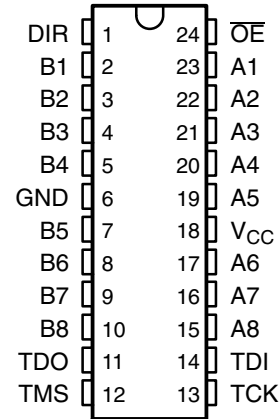 DIR 1 24 OE
B1 2 23 A1
B2 3 22 A2
B3 4 21 A3
B4 5 20 A4
GND 6 19 A5
B5 7 18 VCC
B6 8 17 A6
B7 9 16 A7
B8 10 15 A8
TDO 11 14 TDI
TMS 12 13 TCK